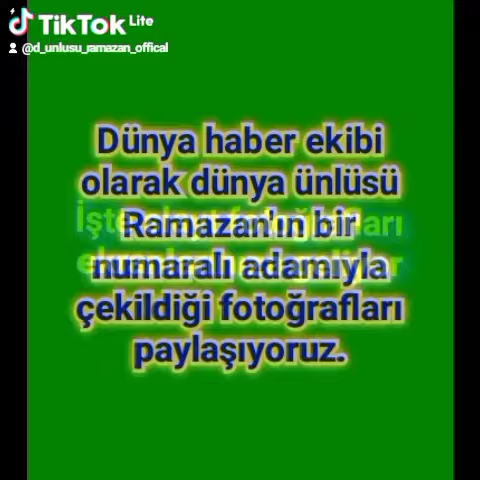 TikTok Lite
@d_unlusu_ramazan_offical
Dünya haber ekibi
olarak dünya ünlüsü
Ramazan'ın bir
numaralı adamıyla
çekildiği fotoğrafları
paylaşıyoruz.